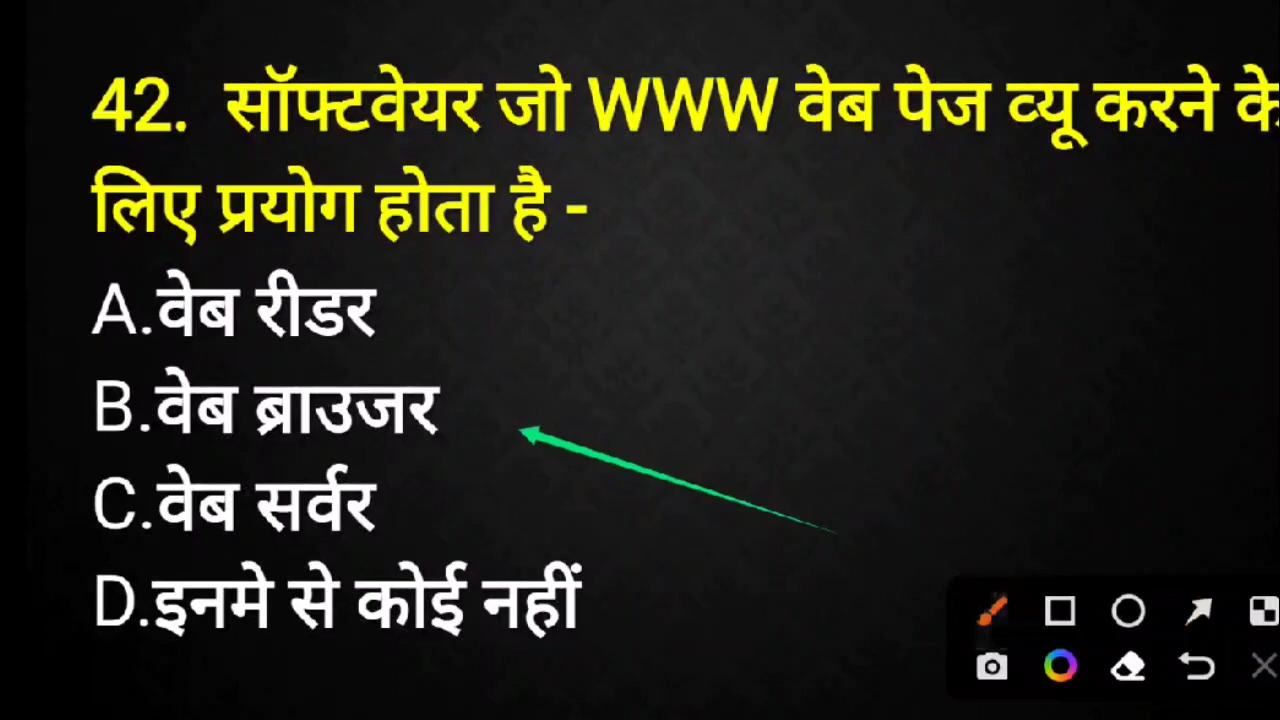 42. सॉफ्टवेयर जो WWW वेब पेज व्यू करने के
लिए प्रयोग होता है -
A.वेब रीडर
B.वेब ब्राउजर
C.वेब सर्वर
D.इनमे से कोई नहीं